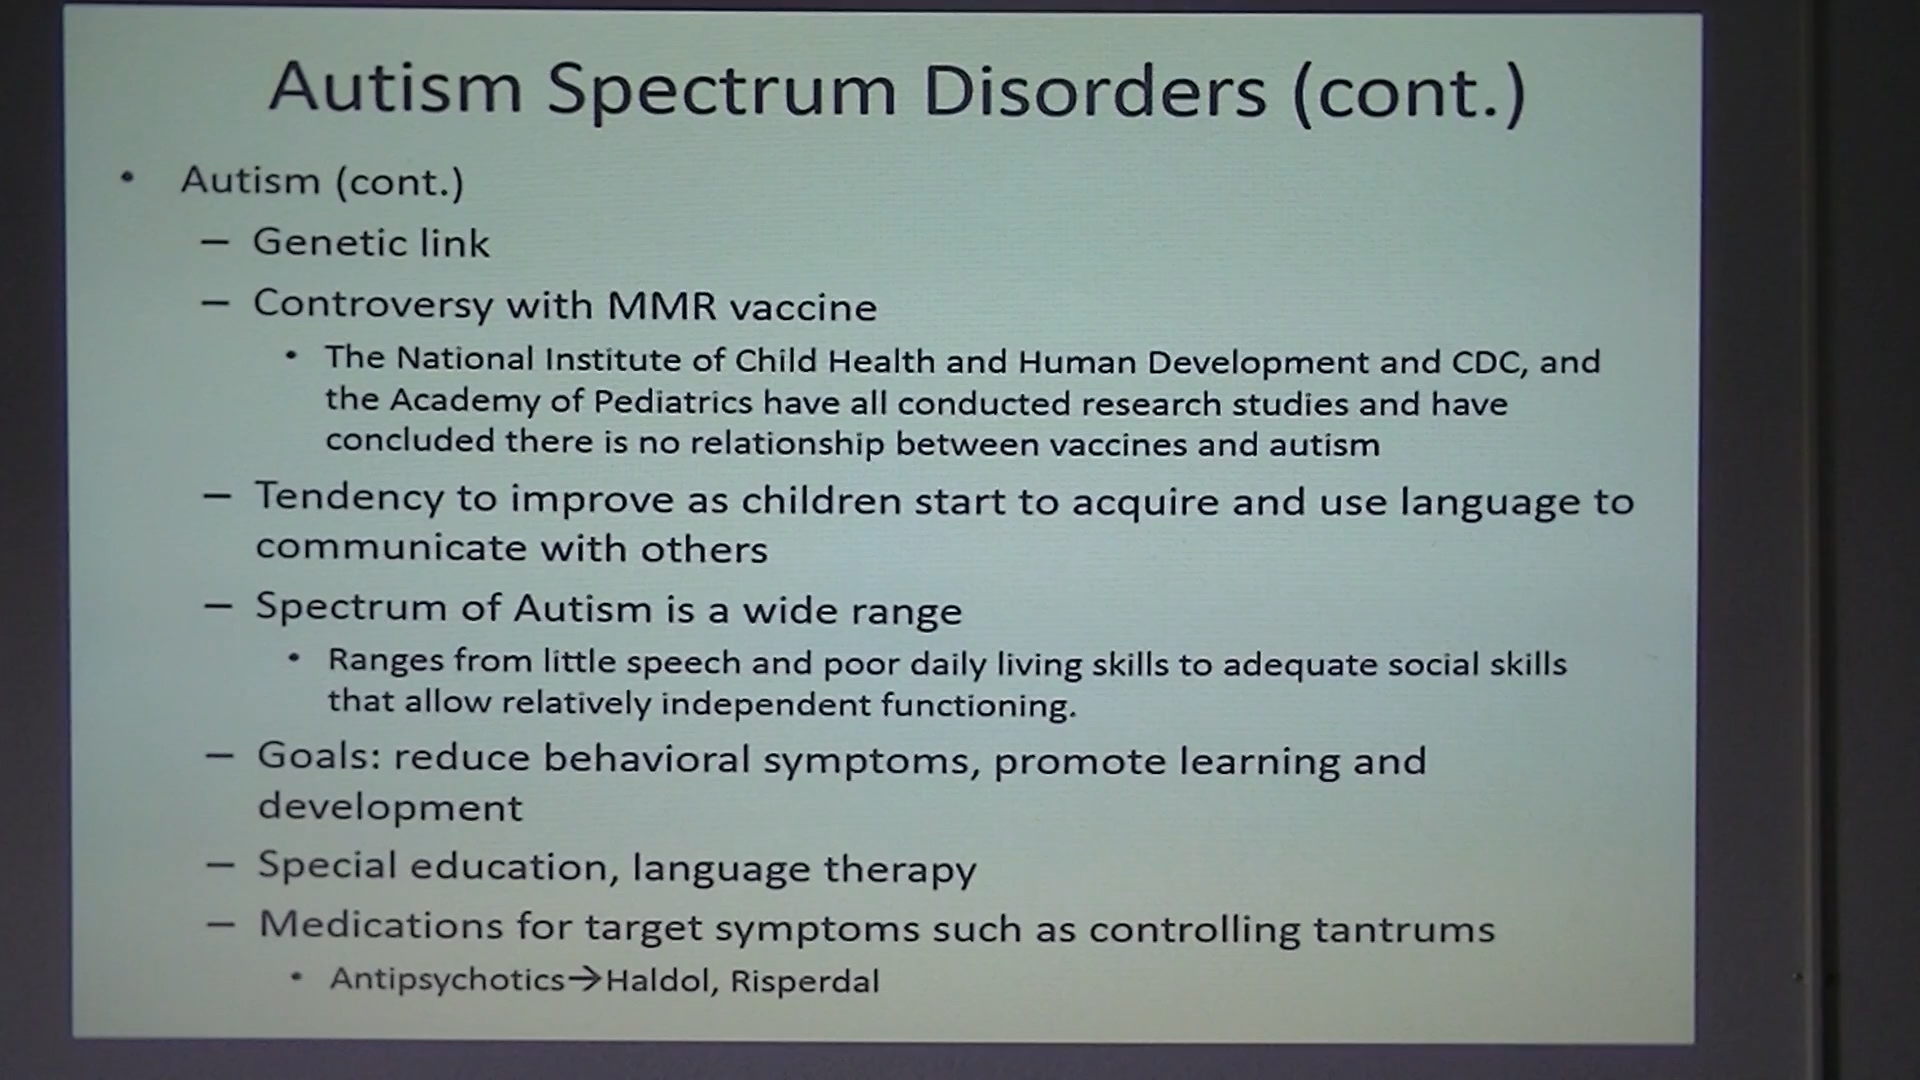 Autism Spectrum Disorders (cont.)
• Autism (cont.)
– Genetic link
– Controversy with MMR vaccine
• The National Institute of Child Health and Human Development and CDC, and
the Academy of Pediatrics have all conducted research studies and have
concluded there is no relationship between vaccines and autism
– Tendency to improve as children start to acquire and use language to
communicate with others
– Spectrum of Autism is a wide range
• Ranges from little speech and poor daily living skills to adequate social skills
that allow relatively independent functioning.
– Goals: reduce behavioral symptoms, promote learning and
development
– Special education, language therapy
– Medications for target symptoms such as controlling tantrums
• Antipsychotics→Haldol, Risperdal